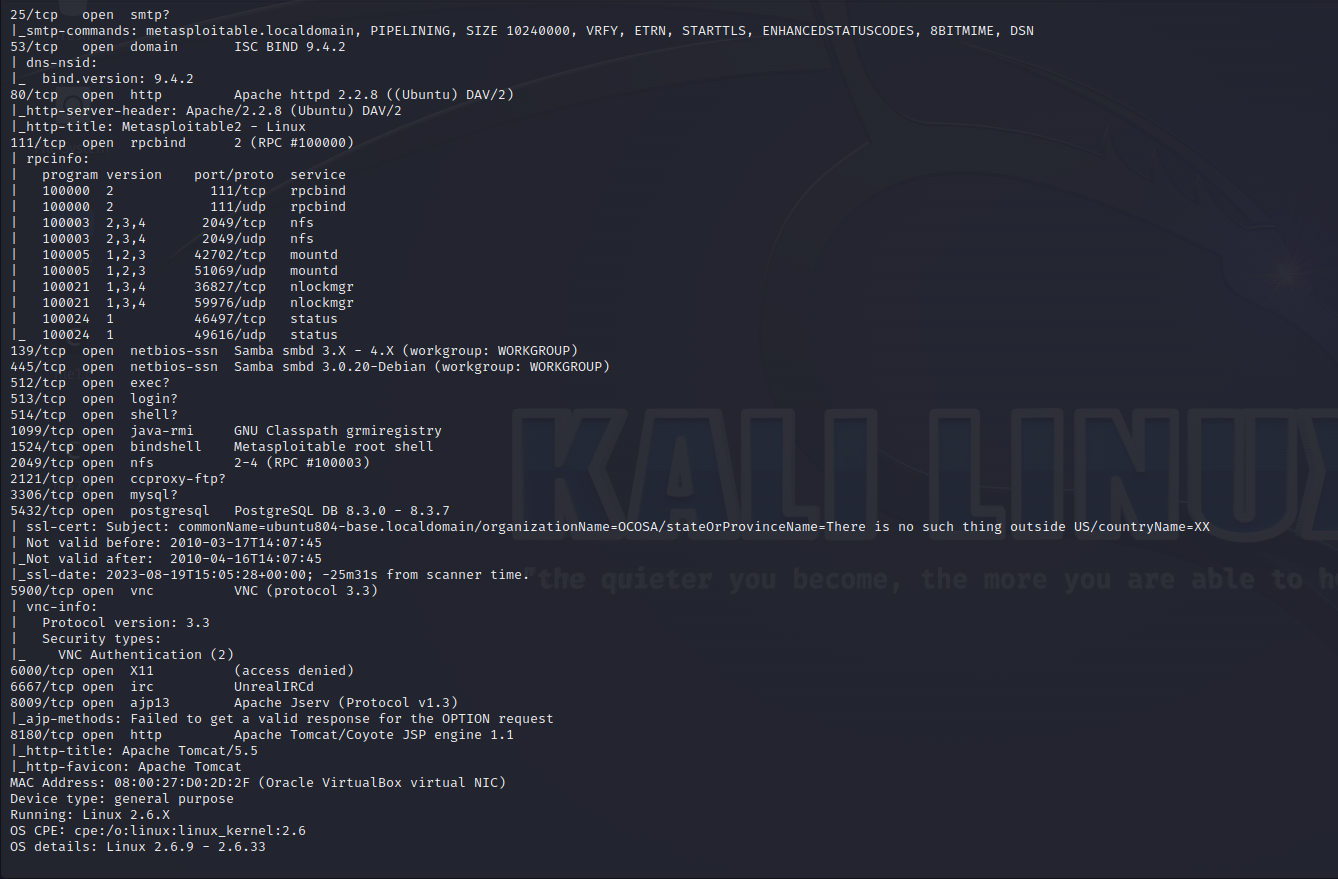 25/tcp   open  smtp?
|_smtp-commands: metasploitable.localdomain, PIPELINING, SIZE 10240000, VRFY, ETRN, STARTTLS, ENHANCEDSTATUSCODES, 8BITMIME, DSN
53/tcp   open  domain      ISC BIND 9.4.2
| dns-nsid:
|_  bind.version: 9.4.2
80/tcp   open  http        Apache httpd 2.2.8 ((Ubuntu) DAV/2)
|_http-server-header: Apache/2.2.8 (Ubuntu) DAV/2
|_http-title: Metasploitable2 - Linux
111/tcp  open  rpcbind     2 (RPC #100000)
| rpcinfo:
|   program version    port/proto  service
|   100000  2            111/tcp   rpcbind
|   100000  2            111/udp   rpcbind
|   100003  2,3,4       2049/tcp   nfs
|   100003  2,3,4       2049/udp   nfs
|   100005  1,2,3      42702/tcp   mountd
|   100005  1,2,3      51069/udp   mountd
|   100021  1,3,4      36827/tcp   nlockmgr
|   100021  1,3,4      59976/udp   nlockmgr
|   100024  1          46497/tcp   status
|_  100024  1          49616/udp   status
139/tcp  open  netbios-ssn  Samba smbd 3.X - 4.X (workgroup: WORKGROUP)
445/tcp  open  netbios-ssn  Samba smbd 3.0.20-Debian (workgroup: WORKGROUP)
512/tcp  open  exec?
513/tcp  open  login?
514/tcp  open  shell?
1099/tcp open  java-rmi    GNU Classpath grmiregistry
1524/tcp open  bindshell   Metasploitable root shell
2049/tcp open  nfs         2-4 (RPC #100003)
2121/tcp open  ccproxy-ftp?
3306/tcp open  mysql?
5432/tcp open  postgresql  PostgreSQL DB 8.3.0 - 8.3.7
| ssl-cert: Subject: commonName=ubuntu804-base.localdomain/organizationName=OCOSA/stateOrProvinceName=There is no such thing outside US/countryName=XX
| Not valid before: 2010-03-17T14:07:45
|_Not valid after:  2010-04-16T14:07:45
|_ssl-date: 2023-08-19T15:05:28+00:00; -25m31s from scanner time.
5900/tcp open  vnc         VNC (protocol 3.3)
| vnc-info:
|   Protocol version: 3.3
|   Security types:
|_    VNC Authentication (2)
6000/tcp open  X11         (access denied)
6667/tcp open  irc         UnrealIRCd
8009/tcp open  ajp13       Apache Jserv (Protocol v1.3)
|_ajp-methods: Failed to get a valid response for the OPTION request
8180/tcp open  http        Apache Tomcat/Coyote JSP engine 1.1
|_http-title: Apache Tomcat/5.5
|_http-favicon: Apache Tomcat
MAC Address: 08:00:27:D0:2D:2F (Oracle VirtualBox virtual NIC)
Device type: general purpose
Running: Linux 2.6.X
OS CPE: cpe:/o:linux:linux_kernel:2.6
OS details: Linux 2.6.9 - 2.6.33
KALI LINUX
"the quieter you become, the more you are able to h